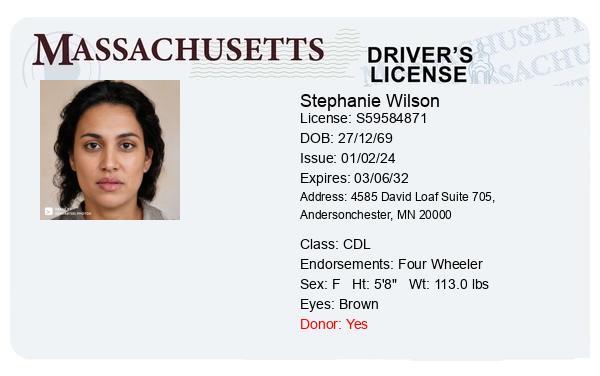 MASSACHUSETTS
DRIVER'S
LICENSE
Stephanie Wilson
License: S59584871
DOB: 27/12/69
Issue: 01/02/24
Expires: 03/06/32
Address: 4585 David Loaf Suite 705,
Andersonchester, MN 20000
Class: CDL
Endorsements: Four Wheeler
Sex: F Ht: 5'8" Wt: 113.0 lbs
Eyes: Brown
Donor: Yes